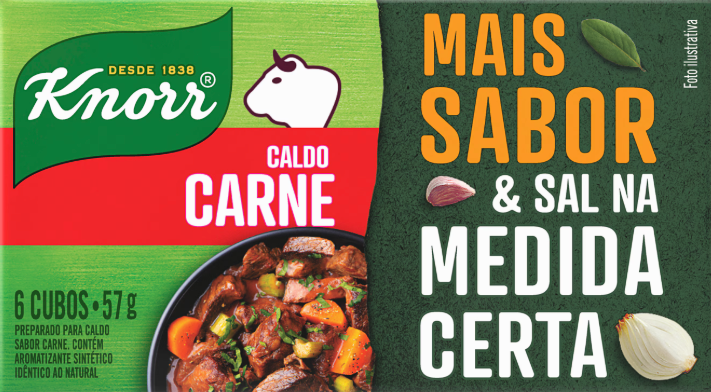 DESDE 1838
Knorr®
CALDO
CARNE
6 CUBOS • 57g
PREPARADO PARA CALDO
SABOR CARNE. CONTÉM
AROMATIZANTE SINTÉTICO
IDÊNTICO AO NATURAL
MAIS
SABOR
& SAL NA
MEDIDA
CERTA
Foto ilustrativa